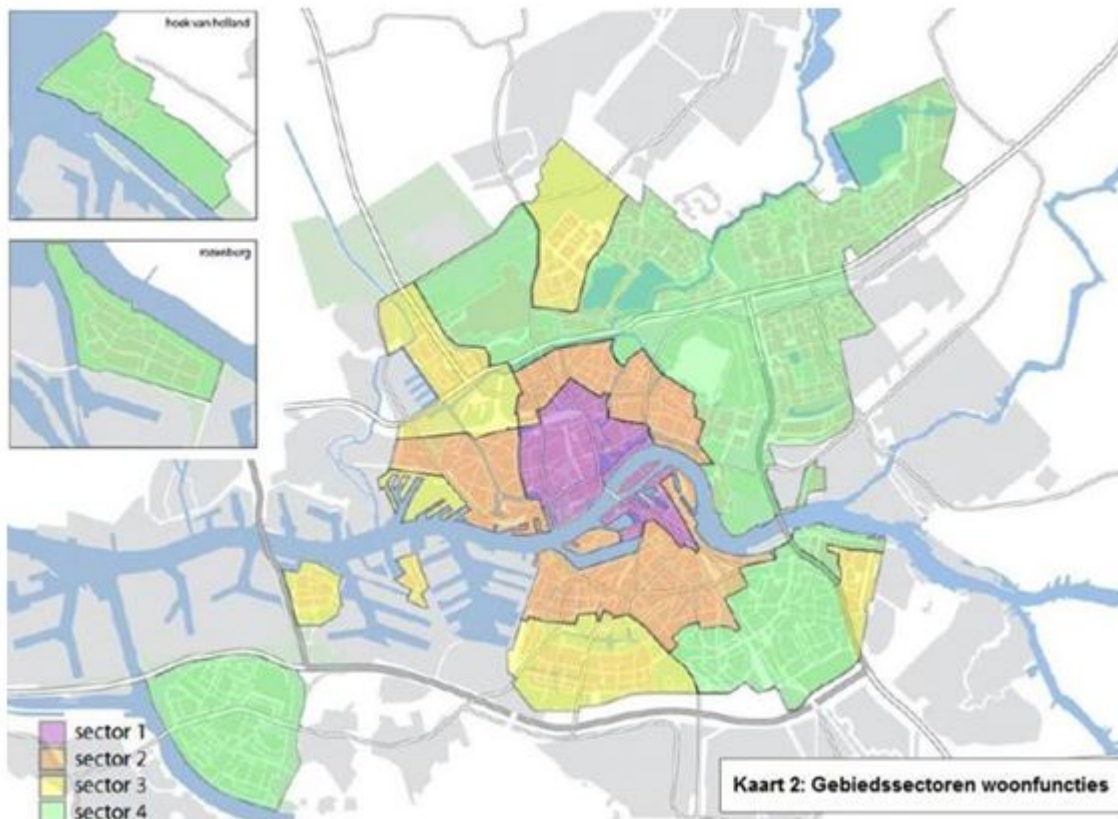 hoek van holland
rozenburg
sector 1
sector 2
sector 3
sector 4
Kaart 2: Gebiedssectoren woonfuncties